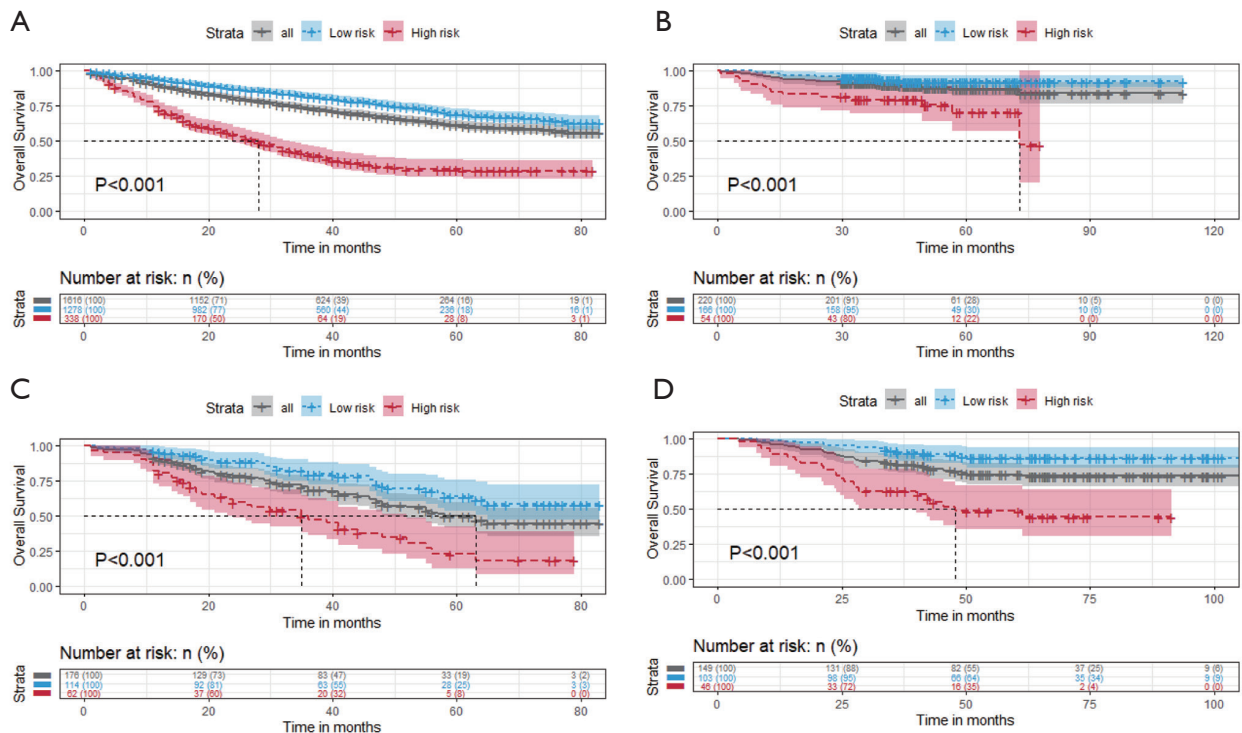 A
Strata all Low risk High risk
1.00
0.75
0.50
0.25
0.00
Overall Survival
P<0.001
0 20 40 60 80
Time in months
Number at risk: n (%)
Strata
1616 (100) 1152 (71) 624 (39) 264 (16) 19 (1)
1278 (100) 982 (77) 560 (44) 236 (18) 16 (1)
338 (100) 170 (50) 64 (19) 28 (8) 3 (1)
0 20 40 60 80
Time in months
B
Strata all Low risk High risk
1.00
0.75
0.50
0.25
0.00
Overall Survival
P<0.001
0 30 60 90 120
Time in months
Number at risk: n (%)
Strata
220 (100) 201 (91) 61 (28) 10 (5) 0 (0)
166 (100) 158 (95) 49 (30) 10 (6) 0 (0)
54 (100) 43 (80) 12 (22) 0 (0) 0 (0)
0 30 60 90 120
Time in months
C
Strata all Low risk High risk
1.00
0.75
0.50
0.25
0.00
Overall Survival
P<0.001
0 20 40 60 80
Time in months
Number at risk: n (%)
Strata
176 (100) 129 (73) 83 (47) 33 (19) 3 (2)
114 (100) 92 (81) 63 (55) 28 (25) 3 (3)
62 (100) 37 (60) 20 (32) 5 (8) 0 (0)
0 20 40 60 80
Time in months
D
Strata all Low risk High risk
1.00
0.75
0.50
0.25
0.00
Overall Survival
P<0.001
0 25 50 75 100
Time in months
Number at risk: n (%)
Strata
149 (100) 131 (88) 82 (55) 37 (25) 9 (6)
103 (100) 98 (95) 66 (64) 35 (34) 9 (9)
46 (100) 33 (72) 16 (35) 2 (4) 0 (0)
0 25 50 75 100
Time in months